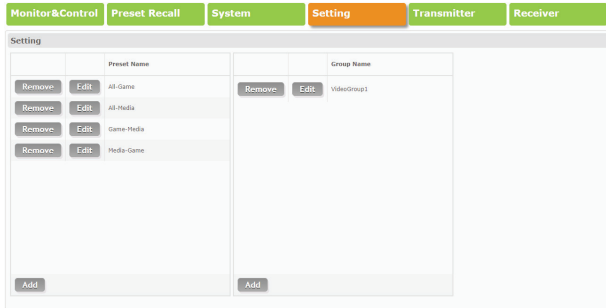 Monitor&Control Preset Recall System Setting Transmitter Receiver
Setting
Preset Name Group Name
Remove Edit All-Game Remove Edit VideoGroup1
Remove Edit All-Media
Remove Edit Game-Media
Remove Edit Media-Game
Add Add